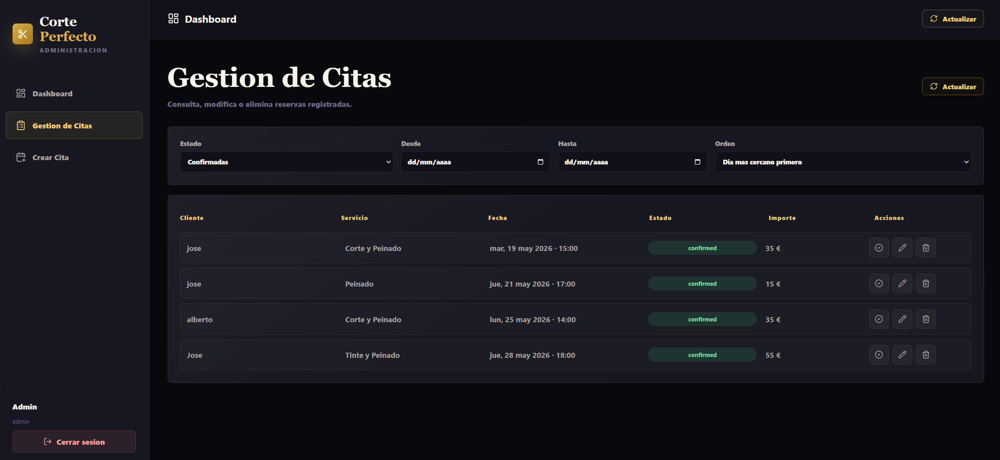 Corte
Perfecto
ADMINISTRACION
Dashboard
Gestion de Citas
Crear Cita
Admin
admin
Cerrar sesion
Dashboard
Actualizar
Gestion de Citas
Consulta, modifica o elimina reservas registradas.
Actualizar
Estado Desde Hasta Orden
Confirmadas dd/mm/aaaa dd/mm/aaaa Dia mas cercano primero
Cliente Servicio Fecha Estado Importe Acciones
jose Corte y Peinado mar, 19 may 2026 · 15:00 confirmed 35 €
jose Peinado jue, 21 may 2026 · 17:00 confirmed 15 €
alberto Corte y Peinado lun, 25 may 2026 · 14:00 confirmed 35 €
Jose Tinte y Peinado jue, 28 may 2026 · 18:00 confirmed 55 €